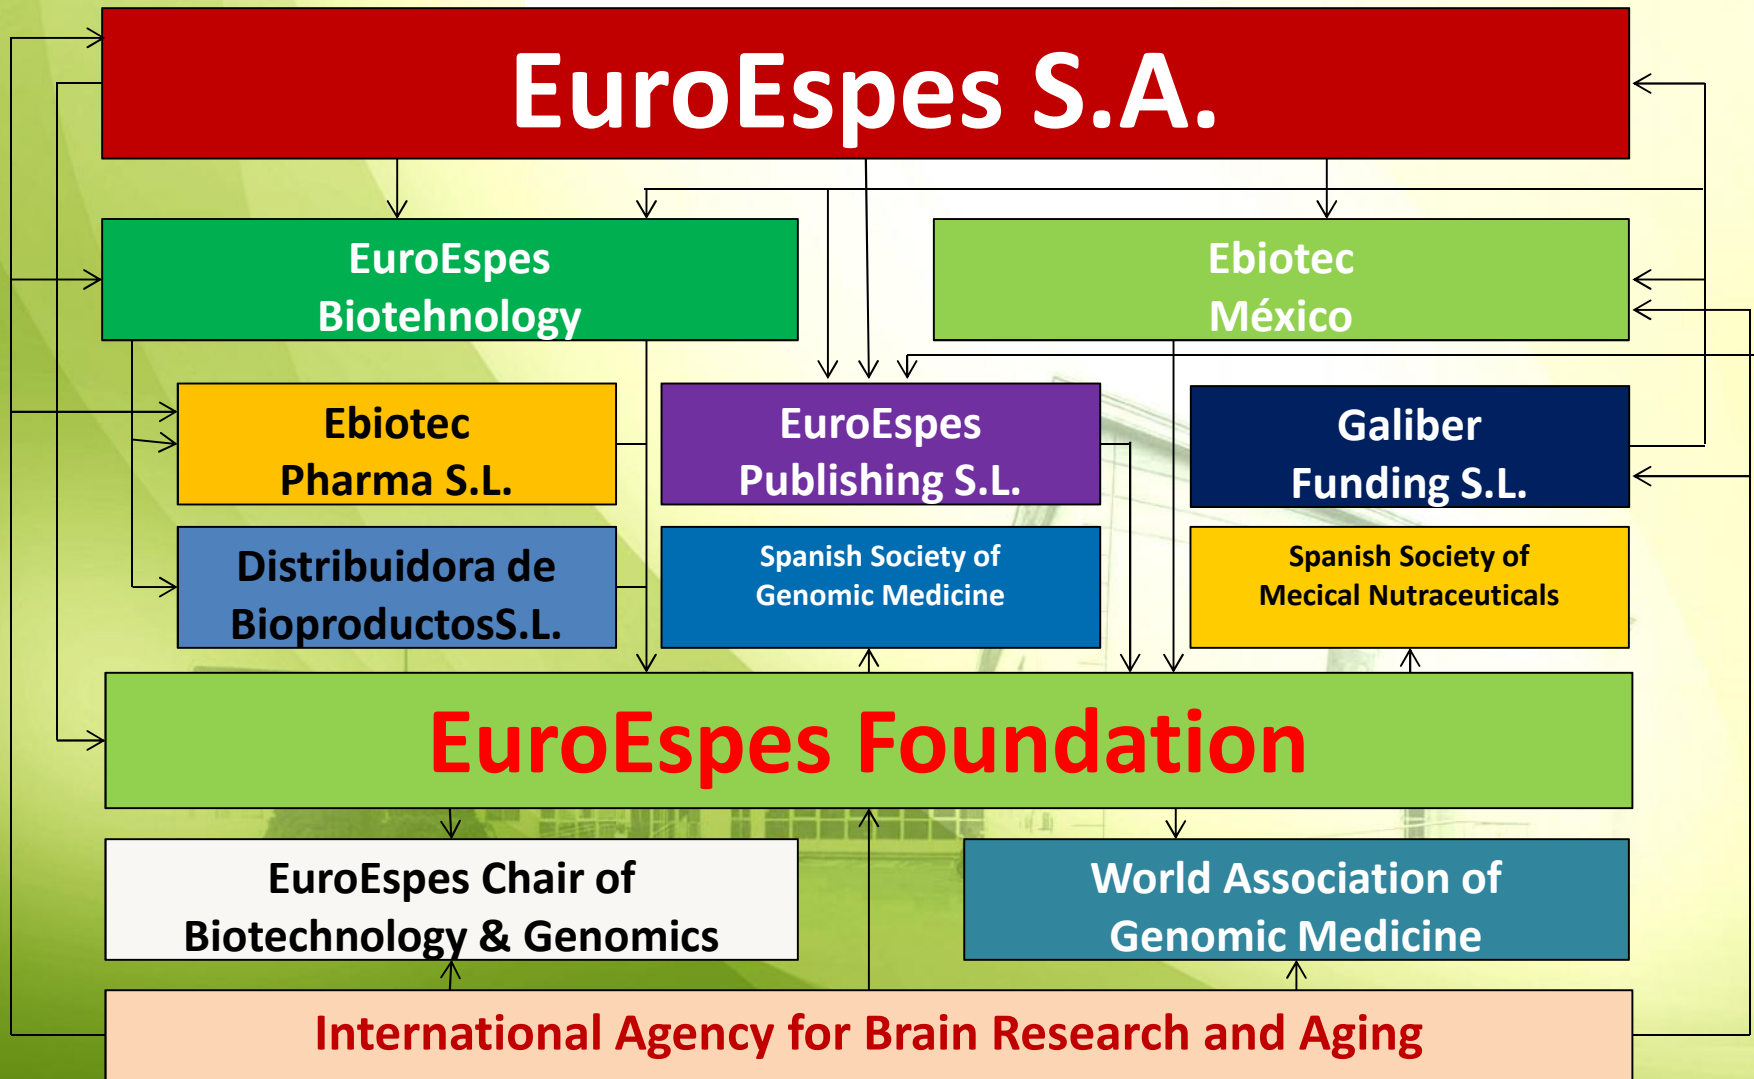 EuroEspes S.A.
EuroEspes
Biotehnology
Ebiotec
México
Ebiotec
Pharma S.L.
EuroEspes
Publishing S.L.
Galiber
Funding S.L.
Distribuidora de
BioproductosS.L.
Spanish Society of
Genomic Medicine
Spanish Society of
Mecical Nutraceuticals
EuroEspes Foundation
EuroEspes Chair of
Biotechnology & Genomics
World Association of
Genomic Medicine
International Agency for Brain Research and Aging